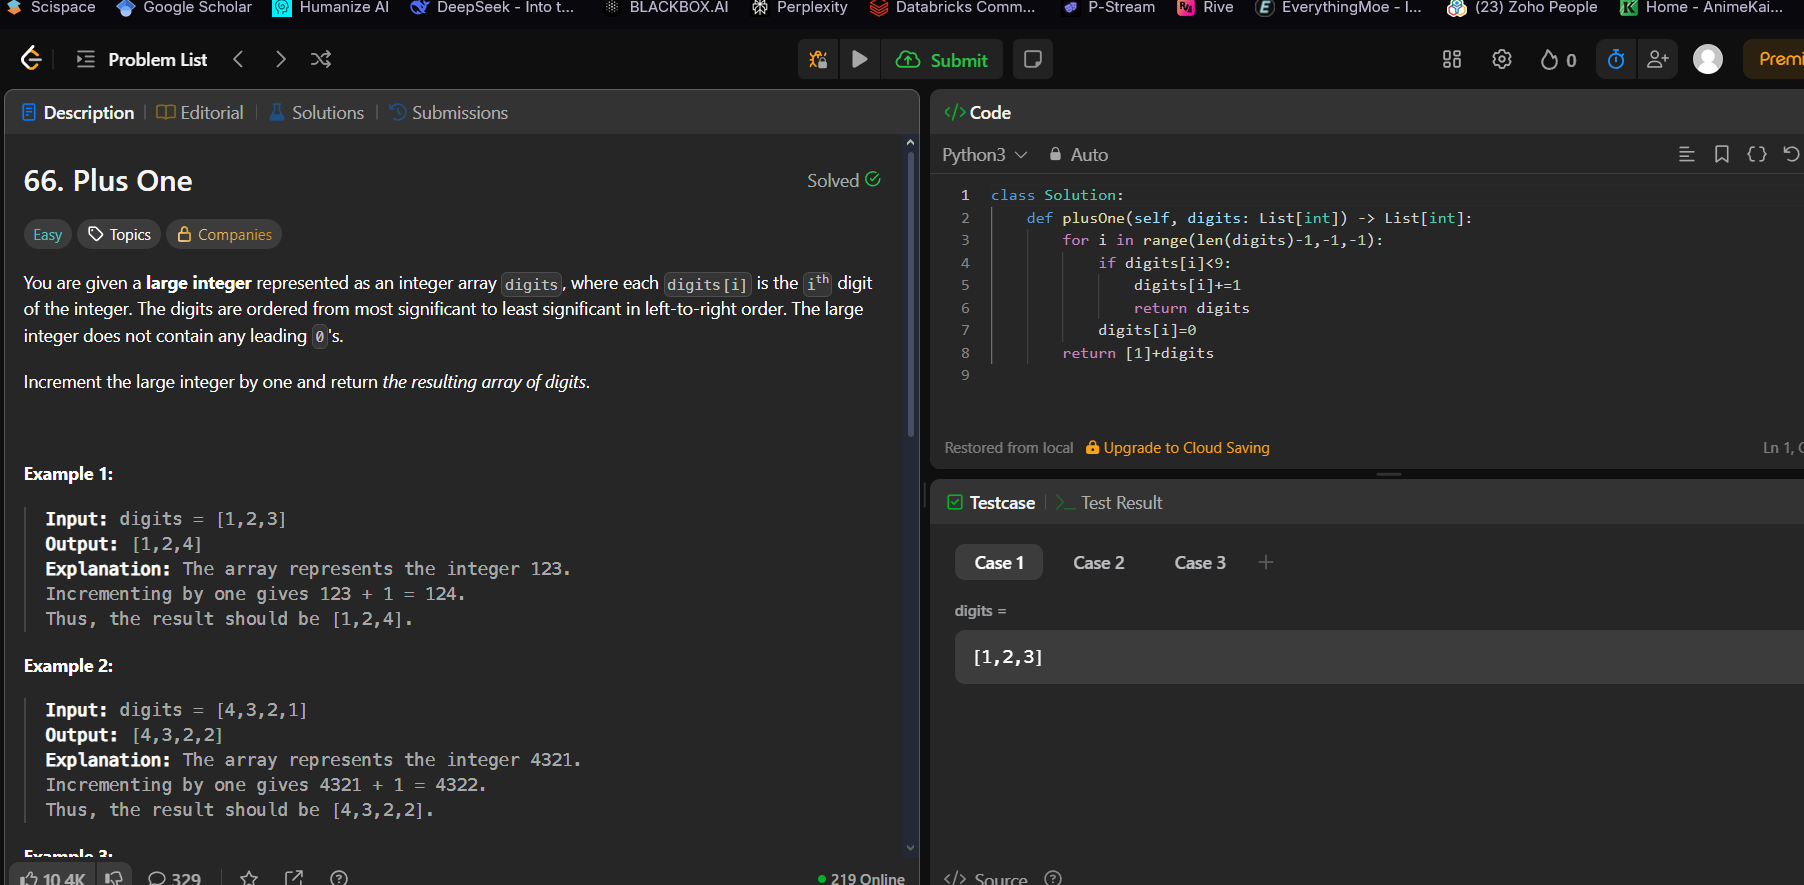 Scispace Google Scholar Humanize AI DeepSeek - Into t... BLACKBOX.AI Perplexity Databricks Comm... P-Stream Rive EverythingMoe - I... (23) Zoho People Home - AnimeKai...
Problem List Submit 0 Premi
Description Editorial Solutions Submissions
66. Plus One
Solved
Easy Topics Companies
You are given a large integer represented as an integer array digits, where each digits[i] is the ith digit
of the integer. The digits are ordered from most significant to least significant in left-to-right order. The large
integer does not contain any leading 0's.
Increment the large integer by one and return the resulting array of digits.
Example 1:
Input: digits = [1,2,3]
Output: [1,2,4]
Explanation: The array represents the integer 123.
Incrementing by one gives 123 + 1 = 124.
Thus, the result should be [1,2,4].
Example 2:
Input: digits = [4,3,2,1]
Output: [4,3,2,2]
Explanation: The array represents the integer 4321.
Incrementing by one gives 4321 + 1 = 4322.
Thus, the result should be [4,3,2,2].
Example 3:
10.4K 329 219 Online
</> Code
Python3 Auto
1 class Solution:
2 def plusOne(self, digits: List[int]) -> List[int]:
3 for i in range(len(digits)-1,-1,-1):
4 if digits[i]<9:
5 digits[i]+=1
6 return digits
7 digits[i]=0
8 return [1]+digits
9
Restored from local Upgrade to Cloud Saving Ln 1,
Testcase >_ Test Result
Case 1 Case 2 Case 3 +
digits =
[1,2,3]
</> Source